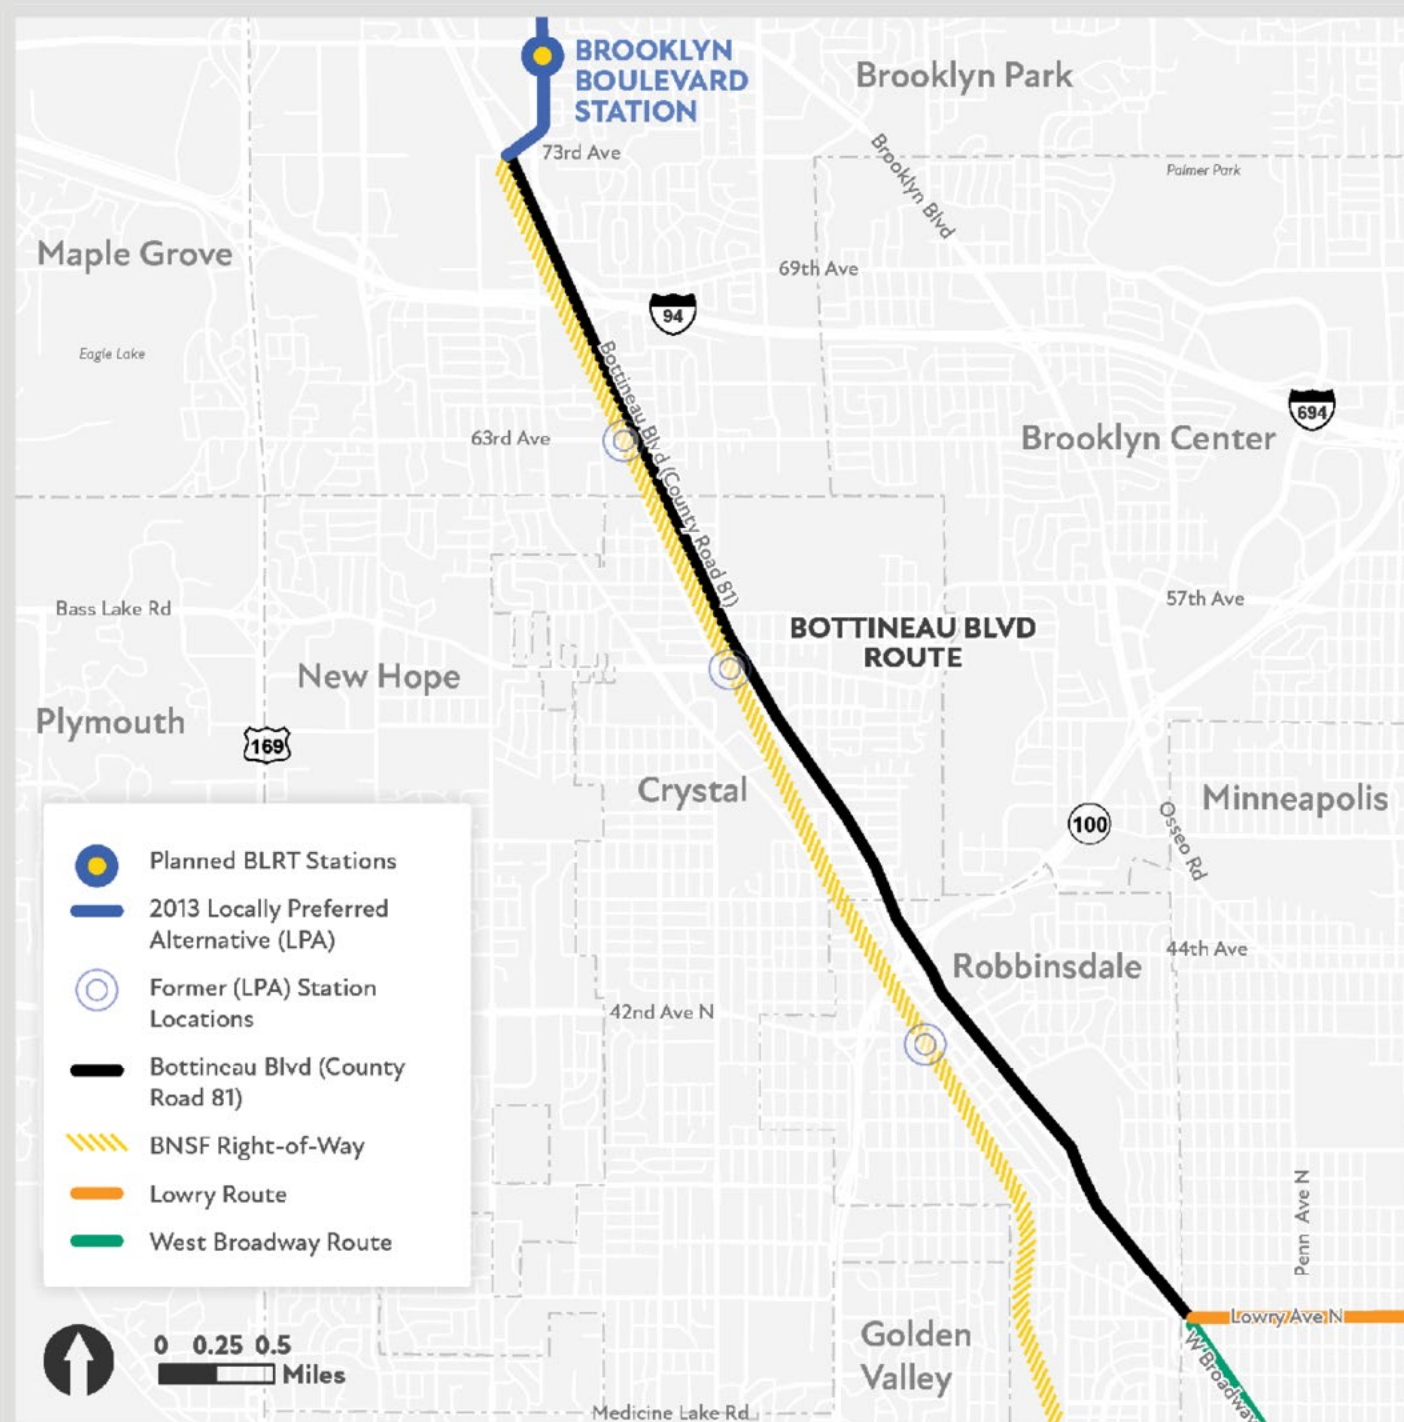 BROOKLYN
BOULEVARD
STATION
Brooklyn Park
73rd Ave
Brooklyn Blvd
Palmer Park
Maple Grove
69th Ave
94
Eagle Lake
Bottineau Blvd (County Road 81)
694
63rd Ave
Brooklyn Center
Bass Lake Rd
57th Ave
BOTTINEAU BLVD
ROUTE
New Hope
Plymouth
169
Crystal
Minneapolis
100
Osseo Rd
Robbinsdale
44th Ave
42nd Ave N
Planned BLRT Stations
2013 Locally Preferred
Alternative (LPA)
Former (LPA) Station
Locations
Bottineau Blvd (County
Road 81)
BNSF Right-of-Way
Lowry Route
West Broadway Route
Penn Ave N
Lowry Ave N
W Broadway
Golden
Valley
0 0.25 0.5
Miles
Medicine Lake Rd